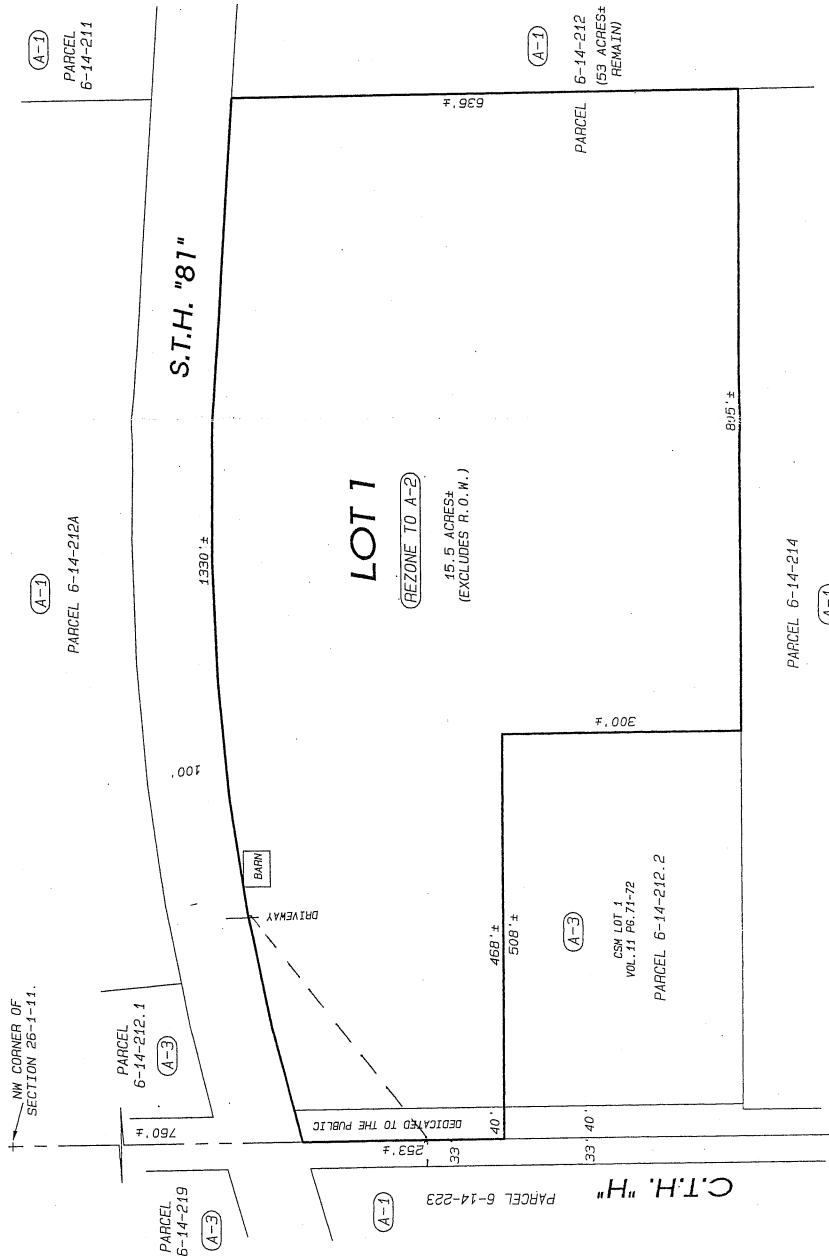 A-1
PARCEL
6-14-211
A-1
PARCEL 6-14-212A
NW CORNER OF
SECTION 26-1-11.
PARCEL
6-14-212.1
A-3
760'±
PARCEL
6-14-219
A-3
S.T.H. "81"
1330'±
100'
BARN
DRIVEWAY
LOT 1
REZONE TO A-2
15.5 ACRES±
(EXCLUDES R.O.W.)
636'±
A-1
PARCEL 6-14-212
(53 ACRES±
REMAIN)
805'±
300'±
468'±
508'±
A-3
CSM LOT 1
VOL.11 PG.71-72
PARCEL 6-14-212.2
DEDICATED TO THE PUBLIC
253'±
33'
40'
33'
40'
A-1
PARCEL 6-14-223
C.T.H. "H"
PARCEL 6-14-214
A-1